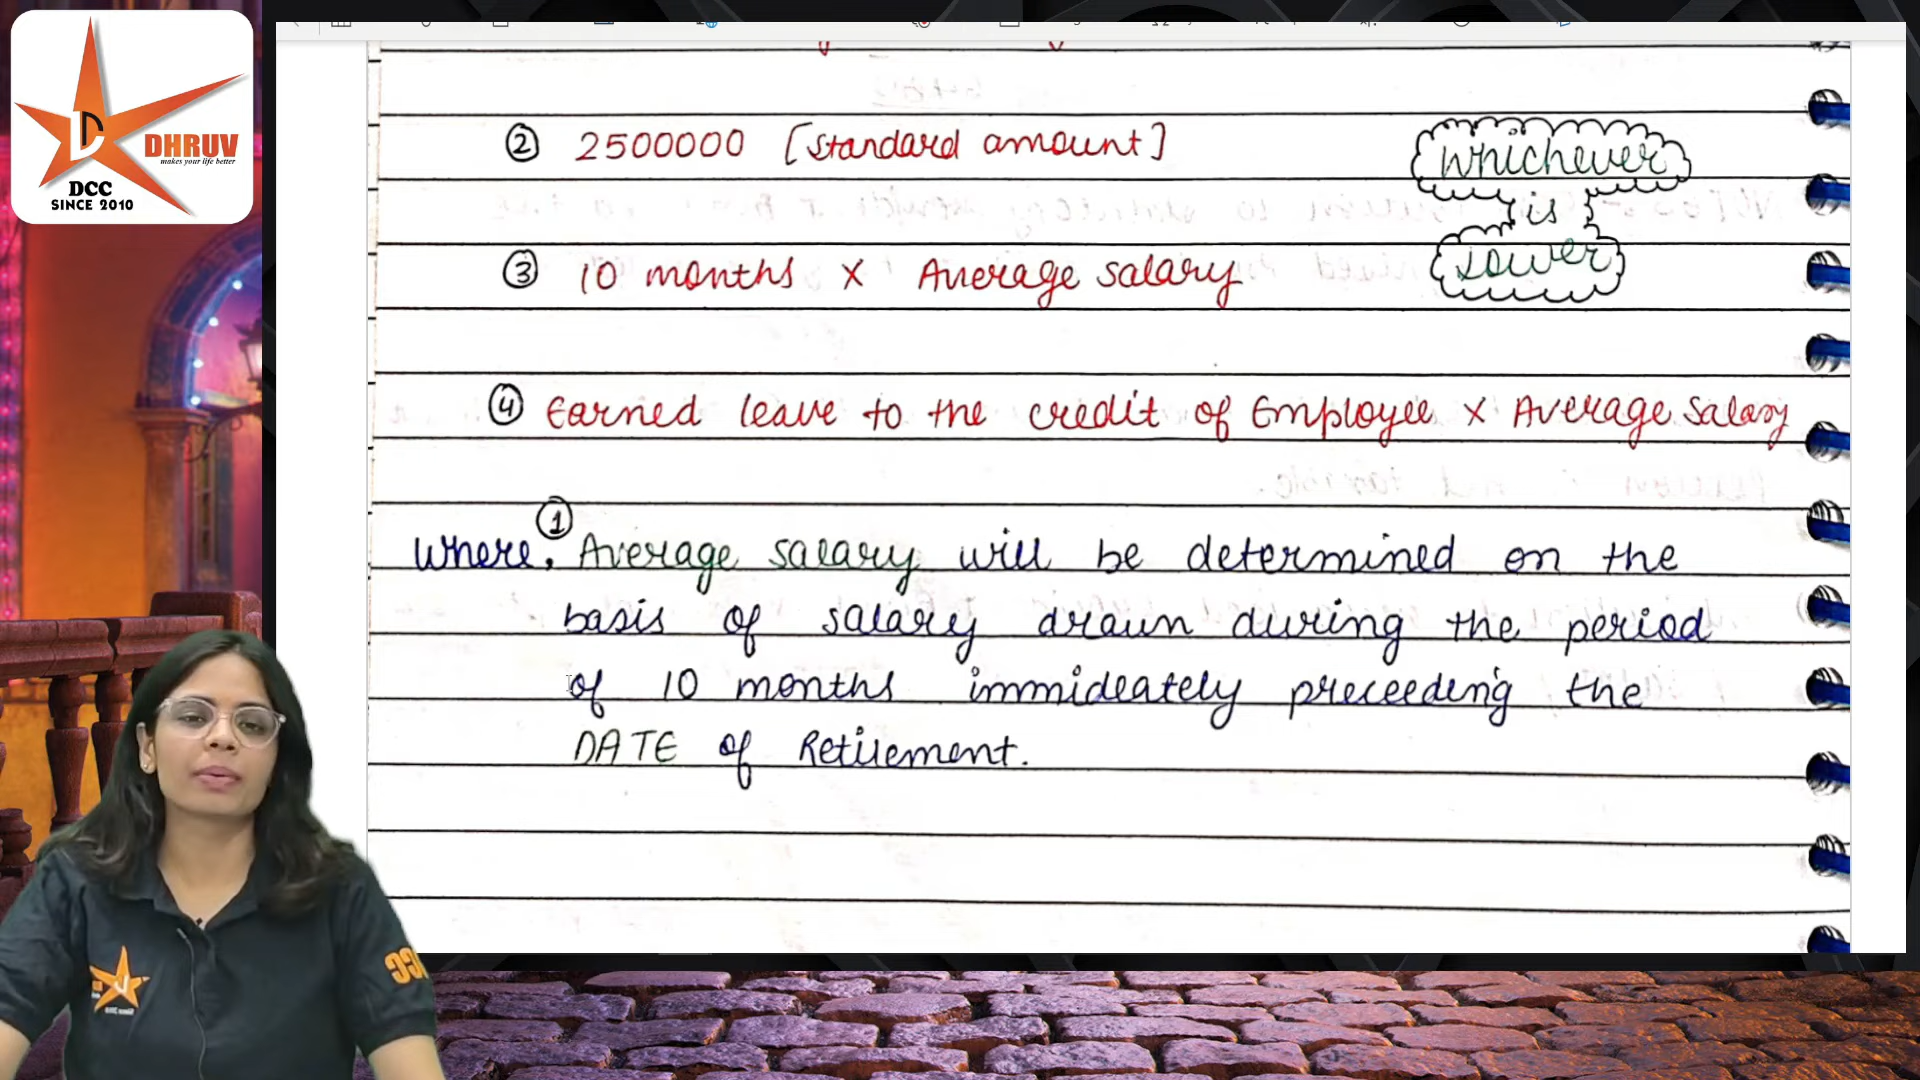 DHRUV
makes your life better
DCC
SINCE 2010
② 2500000 [Standard amount]
whichever
is
Lower
③ 10 months X Average salary
④ Earned leave to the credit of Employee X Average Salary
where, ① Average salary will be determined on the
basis of salary drawn during the period
of 10 months immideately preceeding the
DATE of Retirement.